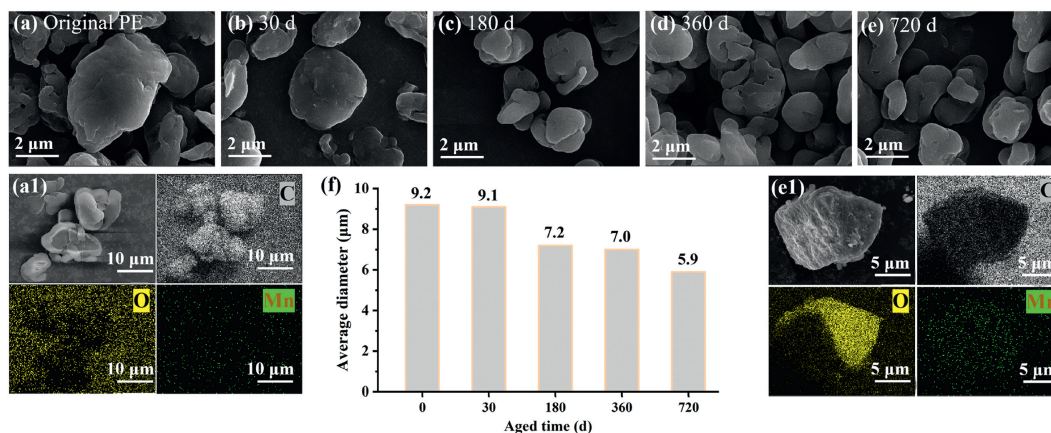 (a) Original PE
2 μm
(b) 30 d
2 μm
(c) 180 d
2 μm
(d) 360 d
2 μm
(e) 720 d
2 μm
(a1)
10 μm
C
10 μm
O
10 μm
Mn
10 μm
(f)
Average diameter (μm)
10
8
6
4
2
0
9.2
9.1
7.2
7.0
5.9
0
30
180
360
720
Aged time (d)
(e1)
5 μm
C
5 μm
O
5 μm
Mn
5 μm